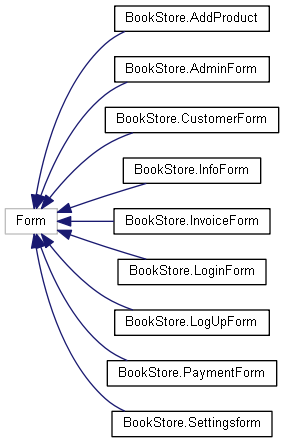 BookStore.AddProduct
BookStore.AdminForm
BookStore.CustomerForm
BookStore.InfoForm
Form
BookStore.InvoiceForm
BookStore.LoginForm
BookStore.LogUpForm
BookStore.PaymentForm
BookStore.Settingsform